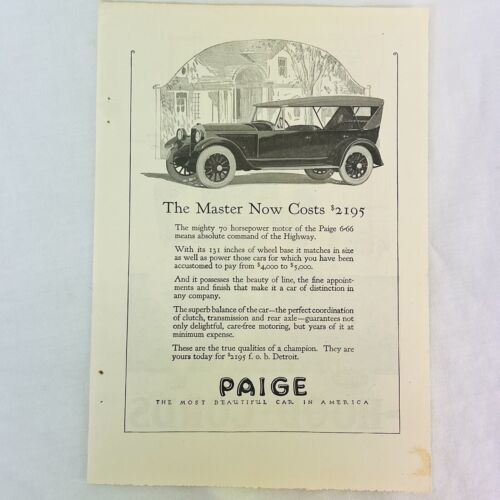 The Master Now Costs $2195
The mighty 70 horsepower motor of the Paige 6-66
means absolute command of the Highway.
With its 131 inches of wheel base it matches in size
as well as power those cars for which you have been
accustomed to pay from $4,000 to $5,000.
And it possesses the beauty of line, the fine appoint-
ments and finish that make it a car of distinction in
any company.
The superb balance of the car—the perfect coordination
of clutch, transmission and rear axle—guarantees not
only delightful, care-free motoring, but years of it at
minimum expense.
These are the true qualities of a champion. They are
yours today for $2195 f. o. b. Detroit.
PAIGE
THE MOST BEAUTIFUL CAR IN AMERICA